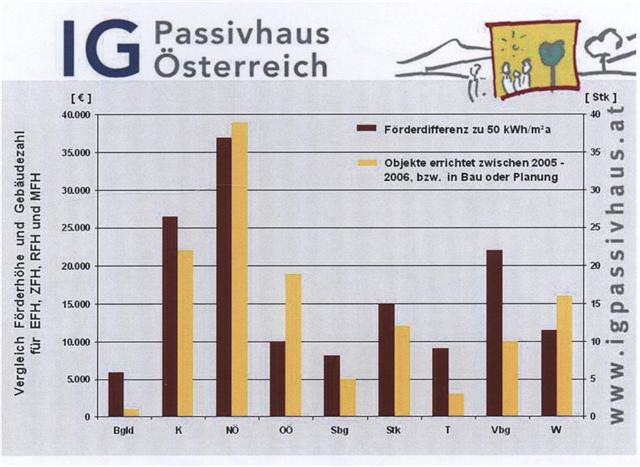 IG Passivhaus
Österreich
[ € ]
[ Stk ]
40.000
35.000
30.000
25.000
20.000
15.000
10.000
5.000
0
40
35
30
25
20
15
10
5
0
Förderdifferenz zu 50 kWh/m²a
Objekte errichtet zwischen 2005 -
2006, bzw. in Bau oder Planung
Vergleich Förderhöhe und Gebäudezahl
für EFH, ZFH, RFH und MFH
Bgld K NÖ OÖ Sbg Stk T Vbg W
www.igpassivhaus.at